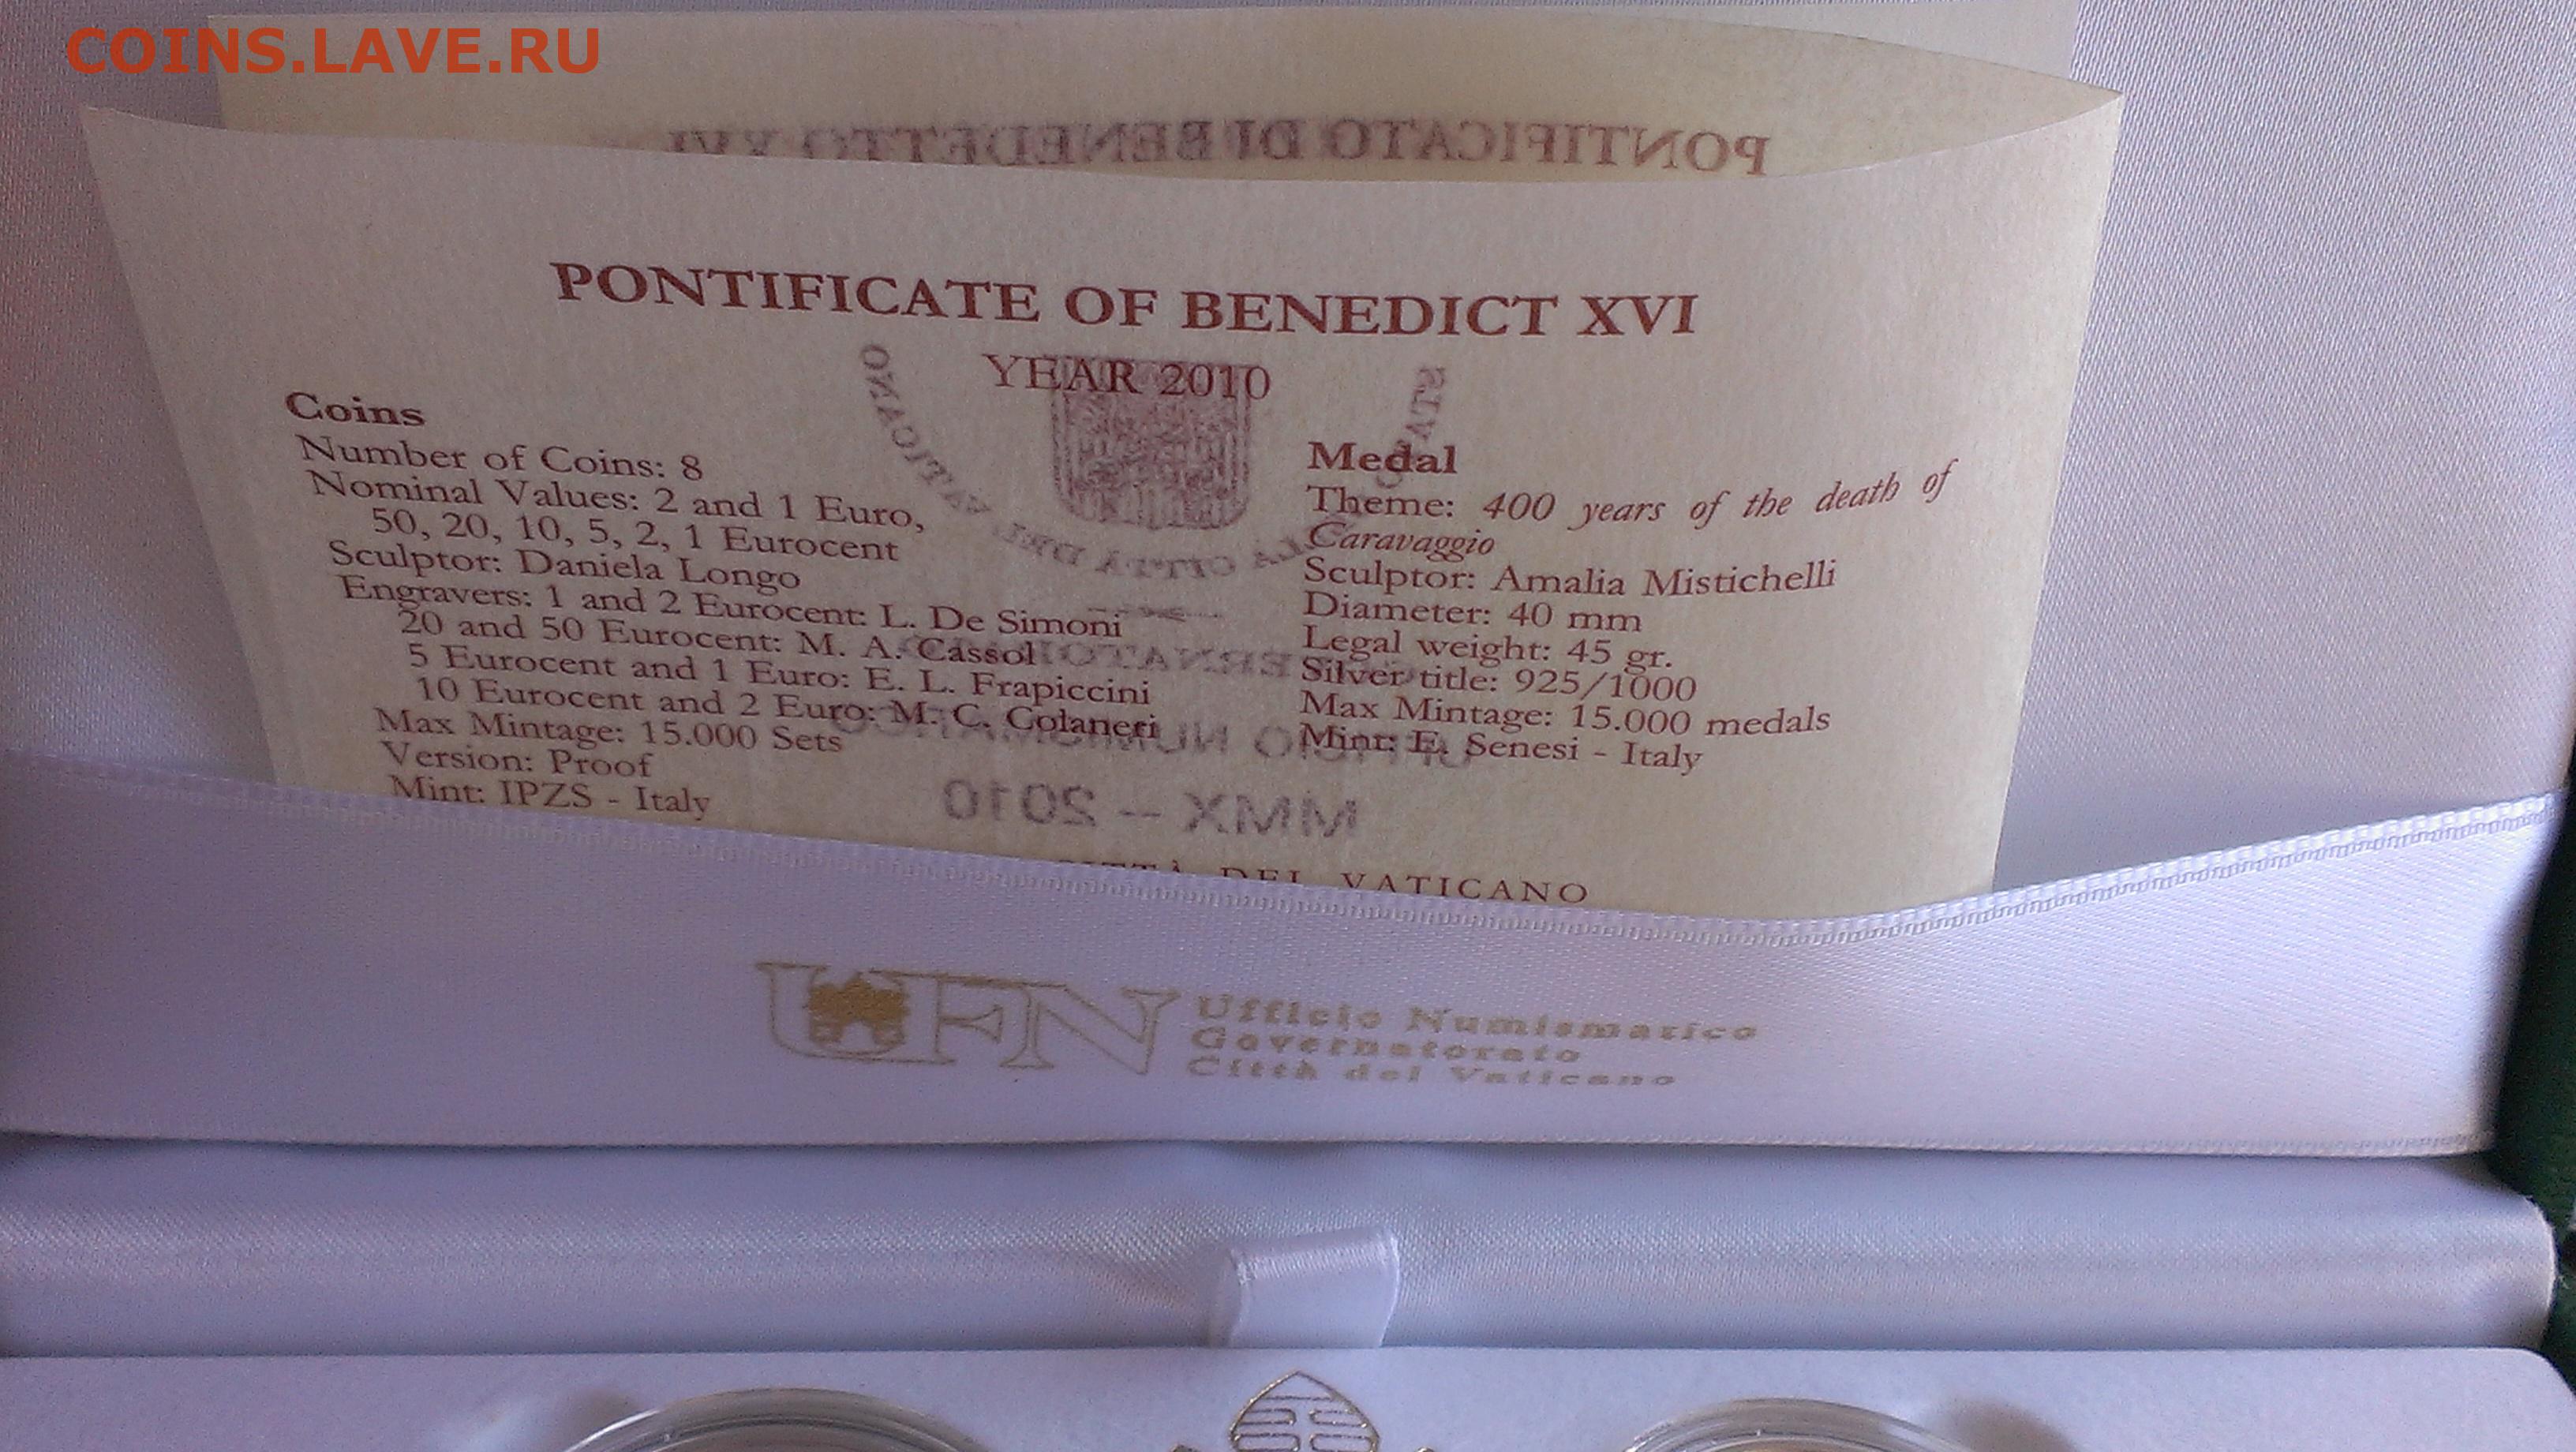 COINS.LAVE.RU
PONTIFICATO DI BENEDETTO XVI
PONTIFICATE OF BENEDICT XVI
YEAR 2010
Coins
Number of Coins: 8
Nominal Values: 2 and 1 Euro,
50, 20, 10, 5, 2, 1 Eurocent
Sculptor: Daniela Longo
Engravers: 1 and 2 Eurocent: L. De Simoni
20 and 50 Eurocent: M. A. Cassol
5 Eurocent and 1 Euro: E. L. Frapiccini
10 Eurocent and 2 Euro: M. C. Colaneri
Max Mintage: 15.000 Sets
Version: Proof
Mint: IPZS - Italy
Medal
Theme: 400 years of the death of
Caravaggio
Sculptor: Amalia Mistichelli
Diameter: 40 mm
Legal weight: 45 gr.
Silver title: 925/1000
Max Mintage: 15.000 medals
Mint: E. Senesi - Italy
MMX – 2010
CITTÀ DEL VATICANO
UFN
Ufficio Numismatico
Governatorato
Città del Vaticano